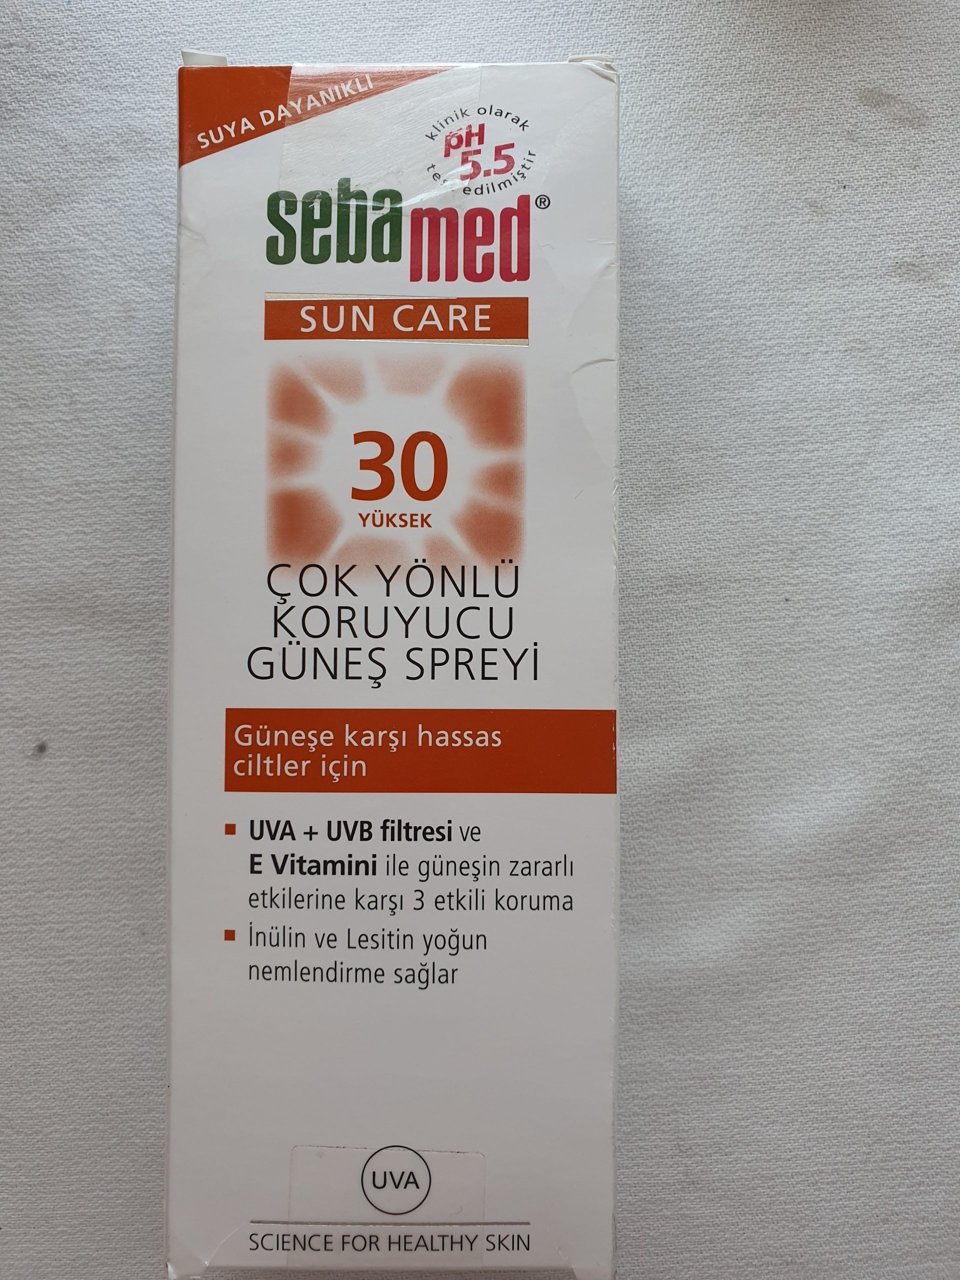 SUYA DAYANIKLI
klinik olarak
pH
5.5
test edilmiştir
sebamed®
SUN CARE
30
YÜKSEK
ÇOK YÖNLÜ
KORUYUCU
GÜNEŞ SPREYİ
Güneşe karşı hassas
ciltler için
▪ UVA + UVB filtresi ve
E Vitamini ile güneşin zararlı
etkilerine karşı 3 etkili koruma
▪ İnülin ve Lesitin yoğun
nemlendirme sağlar
UVA
SCIENCE FOR HEALTHY SKIN